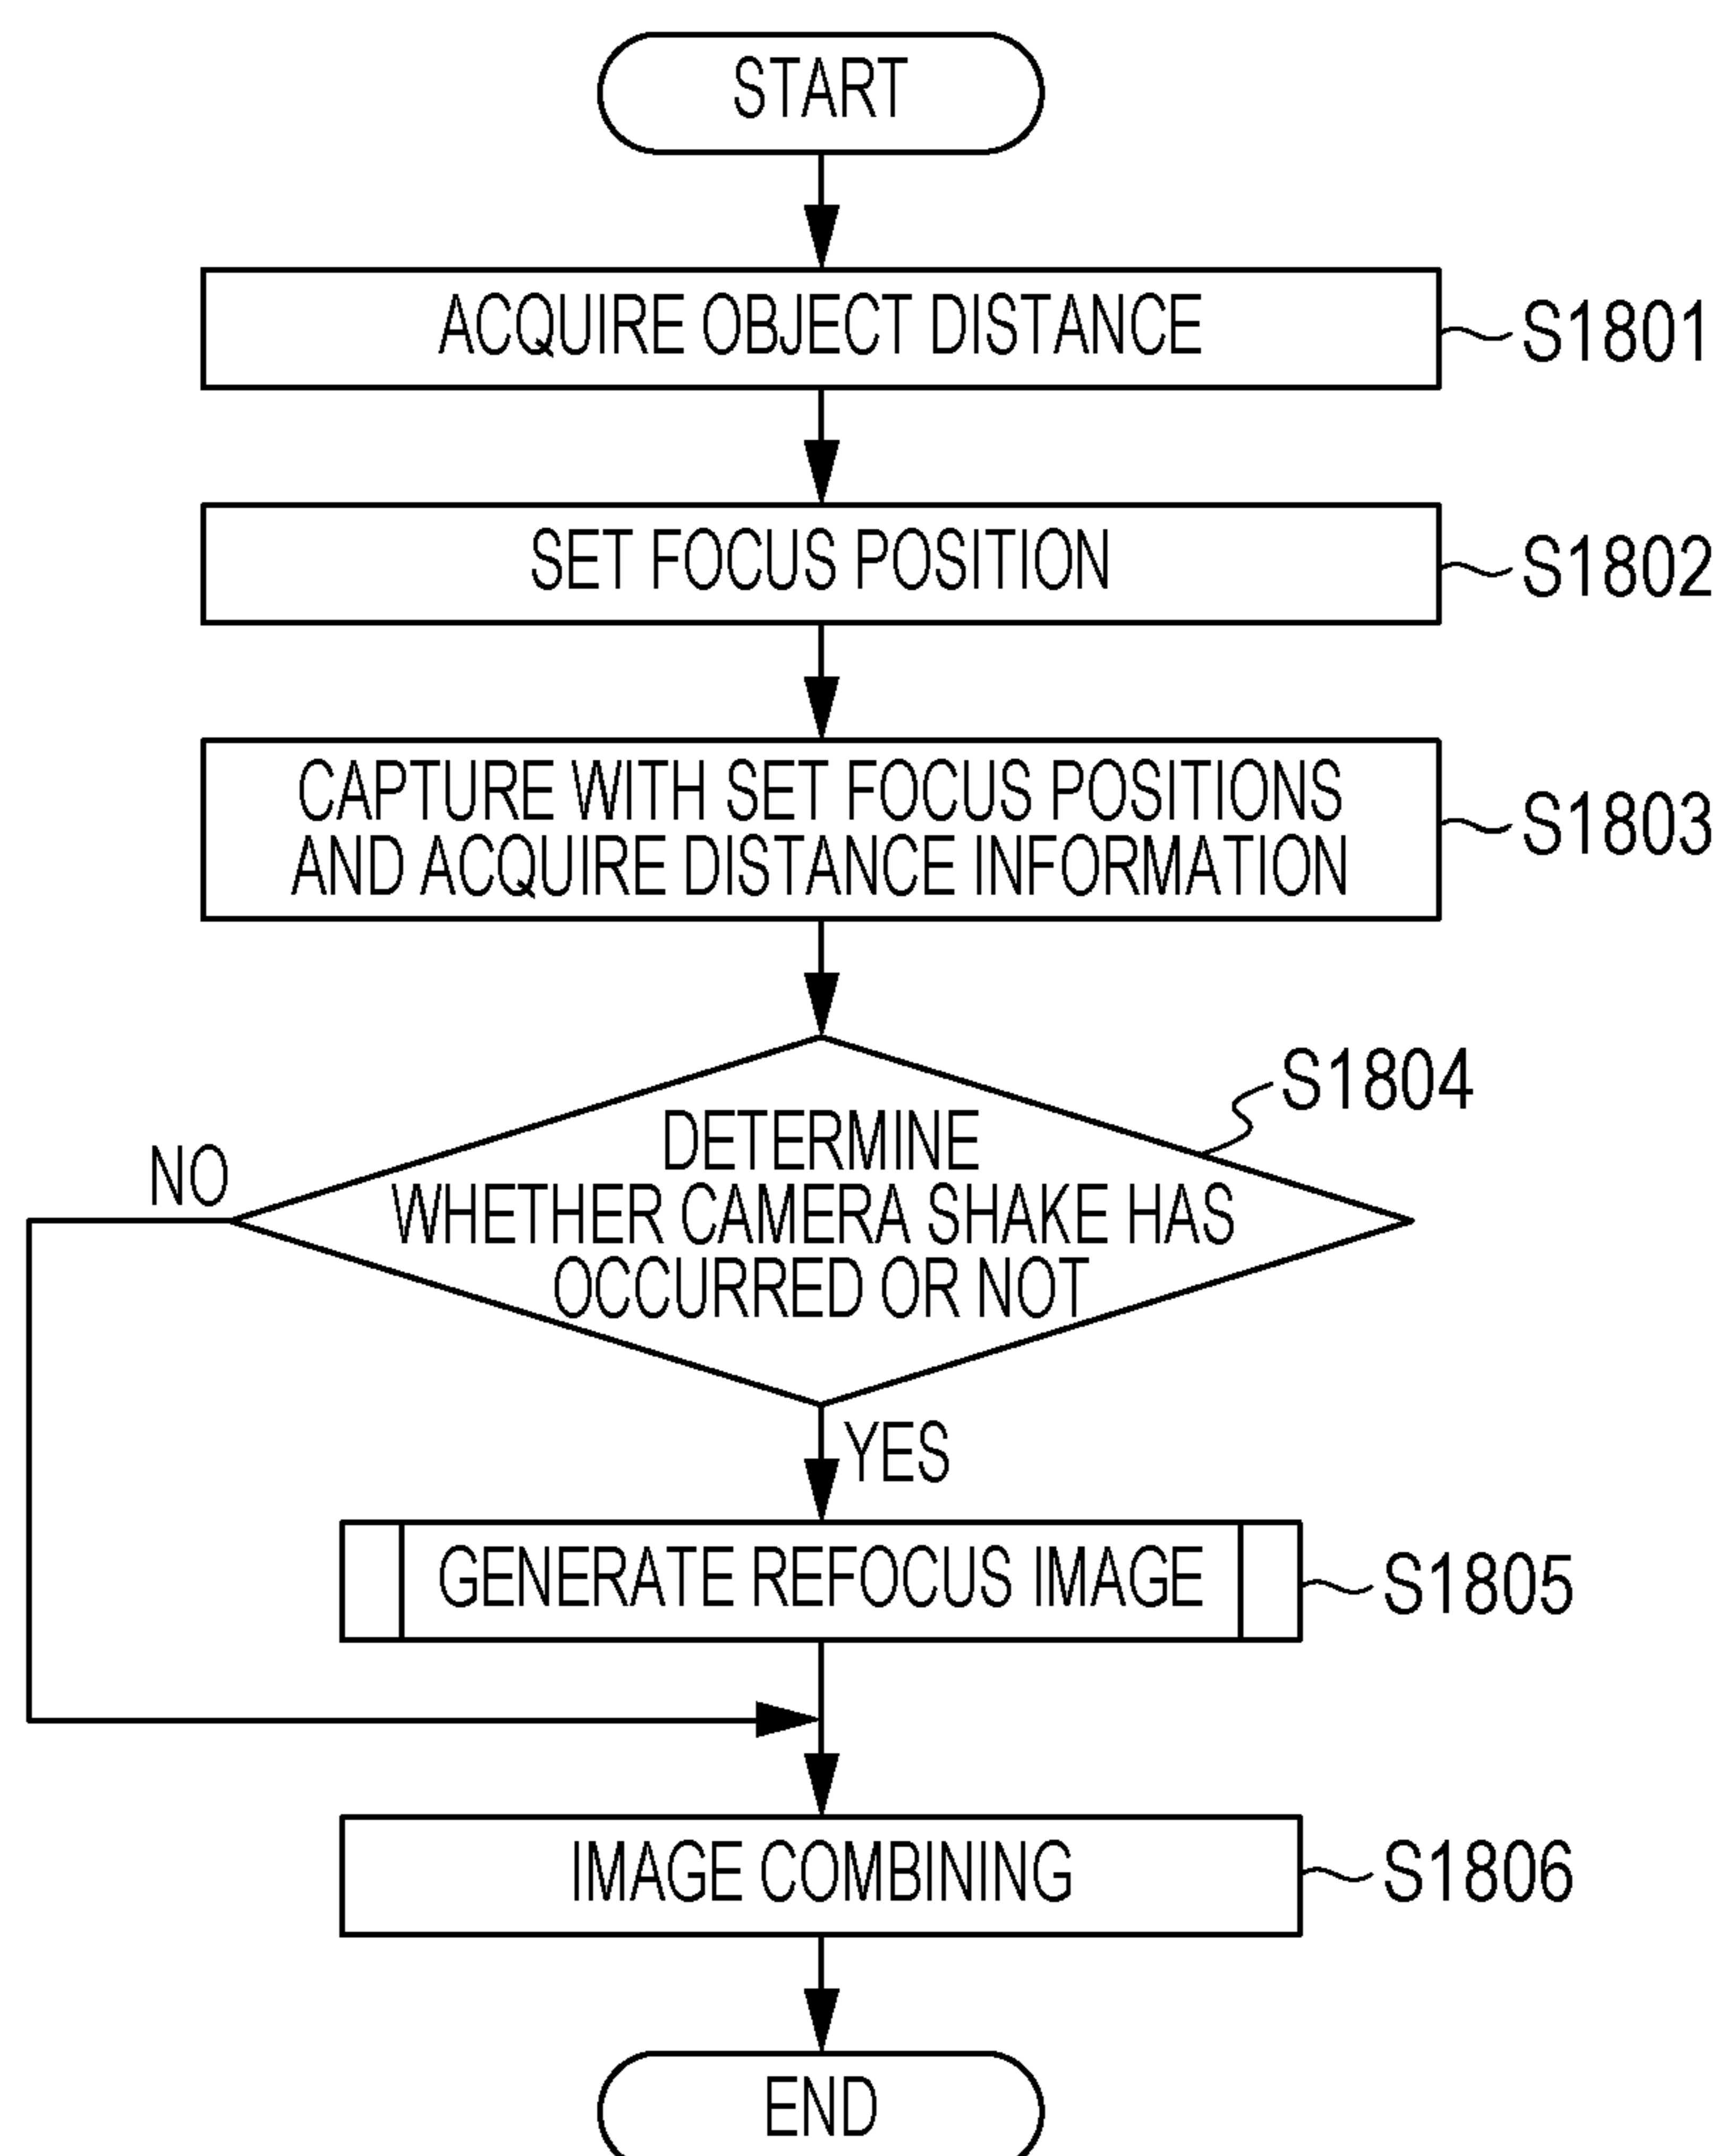 START
ACQUIRE OBJECT DISTANCE
S1801
SET FOCUS POSITION
S1802
CAPTURE WITH SET FOCUS POSITIONS
AND ACQUIRE DISTANCE INFORMATION
S1803
S1804
DETERMINE
WHETHER CAMERA SHAKE HAS
OCCURRED OR NOT
NO
YES
GENERATE REFOCUS IMAGE
S1805
IMAGE COMBINING
S1806
END